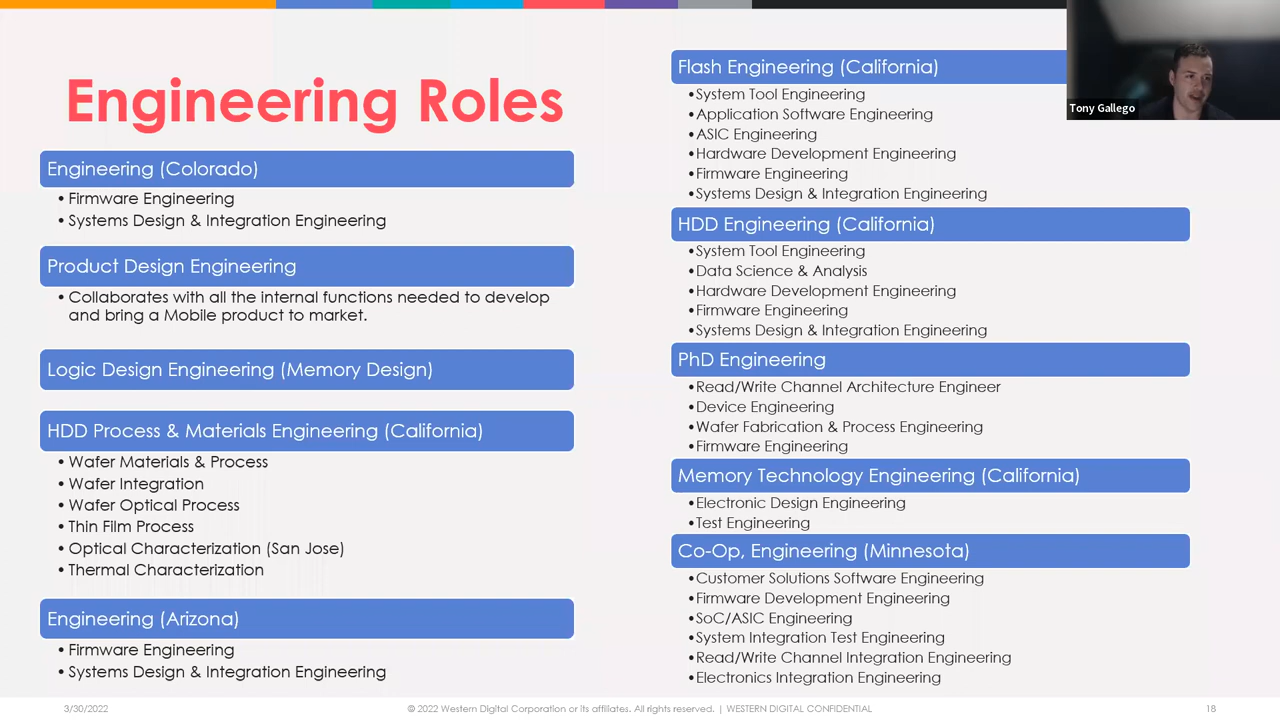 Engineering Roles
Engineering (Colorado)
• Firmware Engineering
• Systems Design & Integration Engineering
Product Design Engineering
• Collaborates with all the internal functions needed to develop
and bring a Mobile product to market.
Logic Design Engineering (Memory Design)
HDD Process & Materials Engineering (California)
• Wafer Materials & Process
• Wafer Integration
• Wafer Optical Process
• Thin Film Process
• Optical Characterization (San Jose)
• Thermal Characterization
Engineering (Arizona)
• Firmware Engineering
• Systems Design & Integration Engineering
Flash Engineering (California)
•System Tool Engineering
•Application Software Engineering
•ASIC Engineering
•Hardware Development Engineering
•Firmware Engineering
•Systems Design & Integration Engineering
HDD Engineering (California)
•System Tool Engineering
•Data Science & Analysis
•Hardware Development Engineering
•Firmware Engineering
•Systems Design & Integration Engineering
PhD Engineering
•Read/Write Channel Architecture Engineer
•Device Engineering
•Wafer Fabrication & Process Engineering
•Firmware Engineering
Memory Technology Engineering (California)
•Electronic Design Engineering
•Test Engineering
Co-Op, Engineering (Minnesota)
•Customer Solutions Software Engineering
•Firmware Development Engineering
•SoC/ASIC Engineering
•System Integration Test Engineering
•Read/Write Channel Integration Engineering
•Electronics Integration Engineering
Tony Gallego
3/30/2022
© 2022 Western Digital Corporation or its affiliates. All rights reserved. | WESTERN DIGITAL CONFIDENTIAL
18